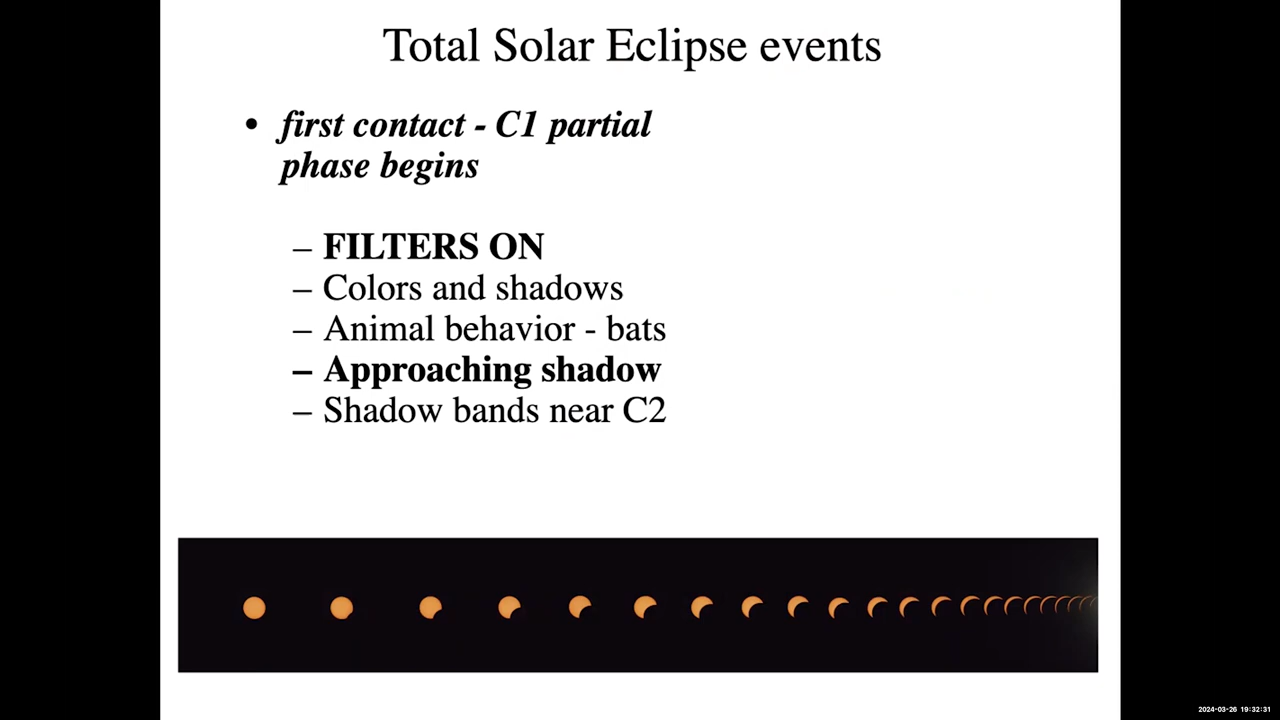 Total Solar Eclipse events
• first contact - C1 partial
phase begins
– FILTERS ON
– Colors and shadows
– Animal behavior - bats
– Approaching shadow
– Shadow bands near C2
2024-03-26 19:32:31